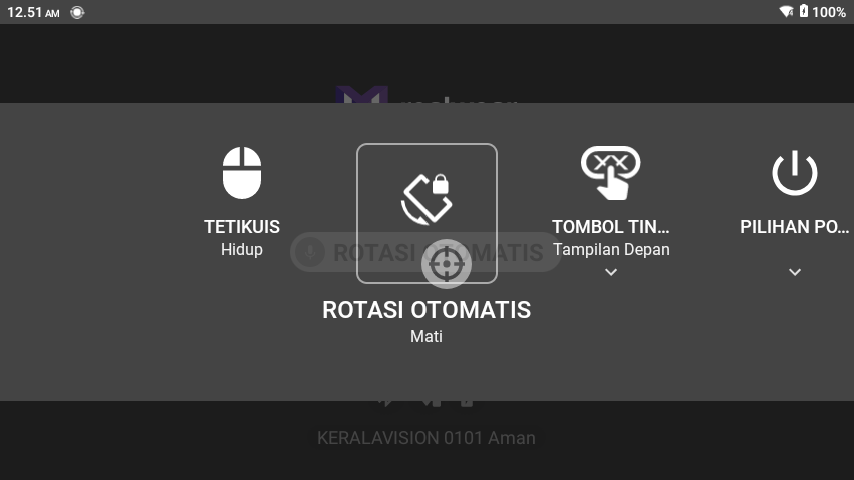 12.51 AM
100%
TETIKUIS
Hidup
ROTASI OTOMATIS
ROTASI OTOMATIS
Mati
TOMBOL TIN...
Tampilan Depan
PILIHAN PO...
KERALAVISION 0101 Aman